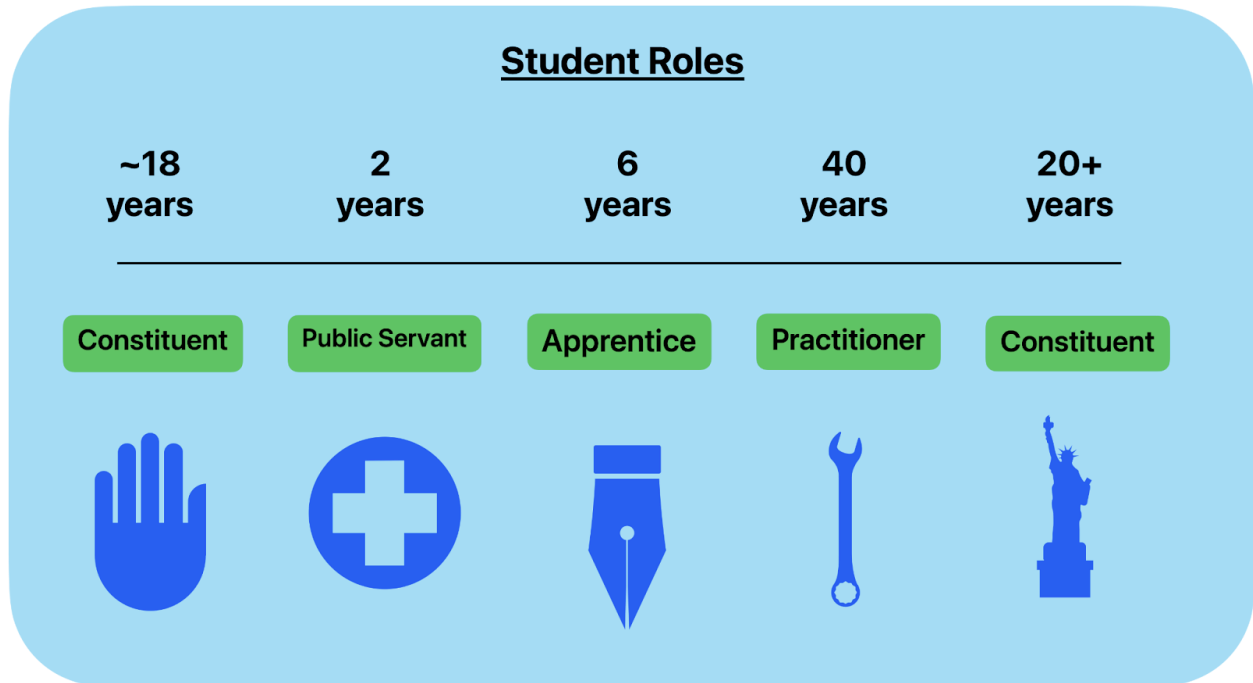 Student Roles
~18
years
2
years
6
years
40
years
20+
years
Constituent
Public Servant
Apprentice
Practitioner
Constituent